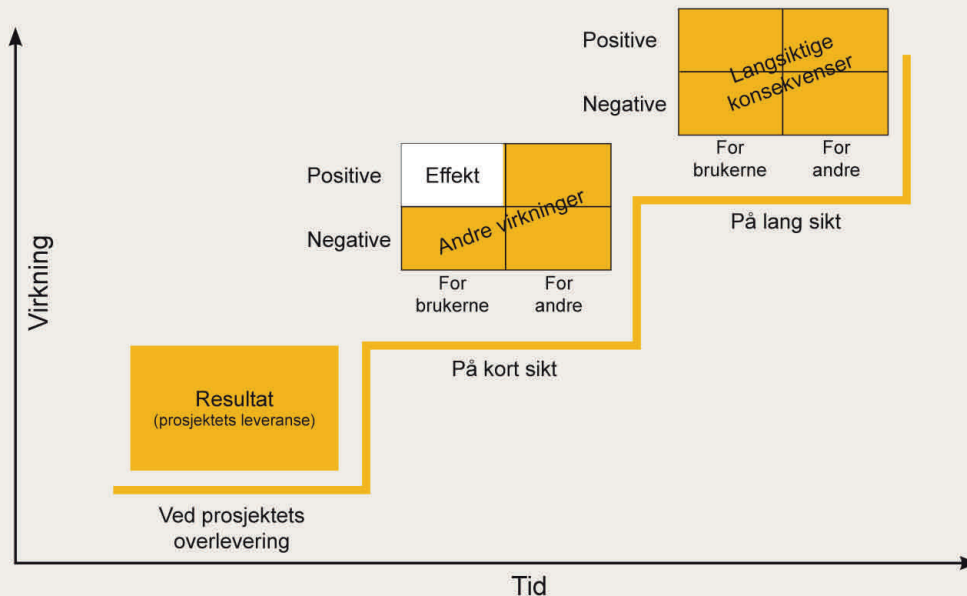 Positive
Negative
Langsiktige
konsekvenser
For
brukerne
For
andre
På lang sikt
Positive
Negative
Effekt
Andre virkninger
For
brukerne
For
andre
På kort sikt
Resultat
(prosjektets leveranse)
Ved prosjektets
overlevering
Virkning
Tid